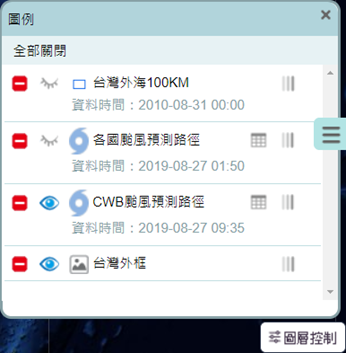 圖例
全部關閉
台灣外海100KM
資料時間：2010-08-31 00:00
各國颱風預測路徑
資料時間：2019-08-27 01:50
CWB颱風預測路徑
資料時間：2019-08-27 09:35
台灣外框
圖層控制